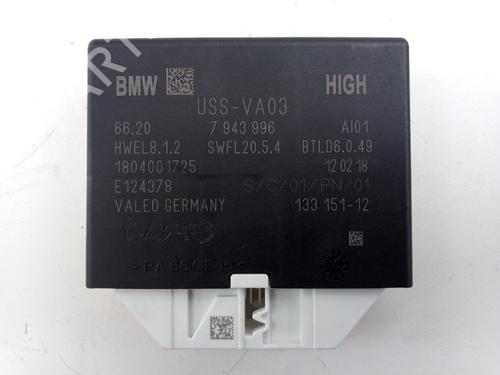 BMW HIGH
USS-VA03
66.20 7 943 996 AI01
HWEL8.1.2 SWFL20.5.4 BTLD6.0.49
1804001725 12 02 18
E124378 S/C/01/PN/01
VALEO GERMANY 133 151-12